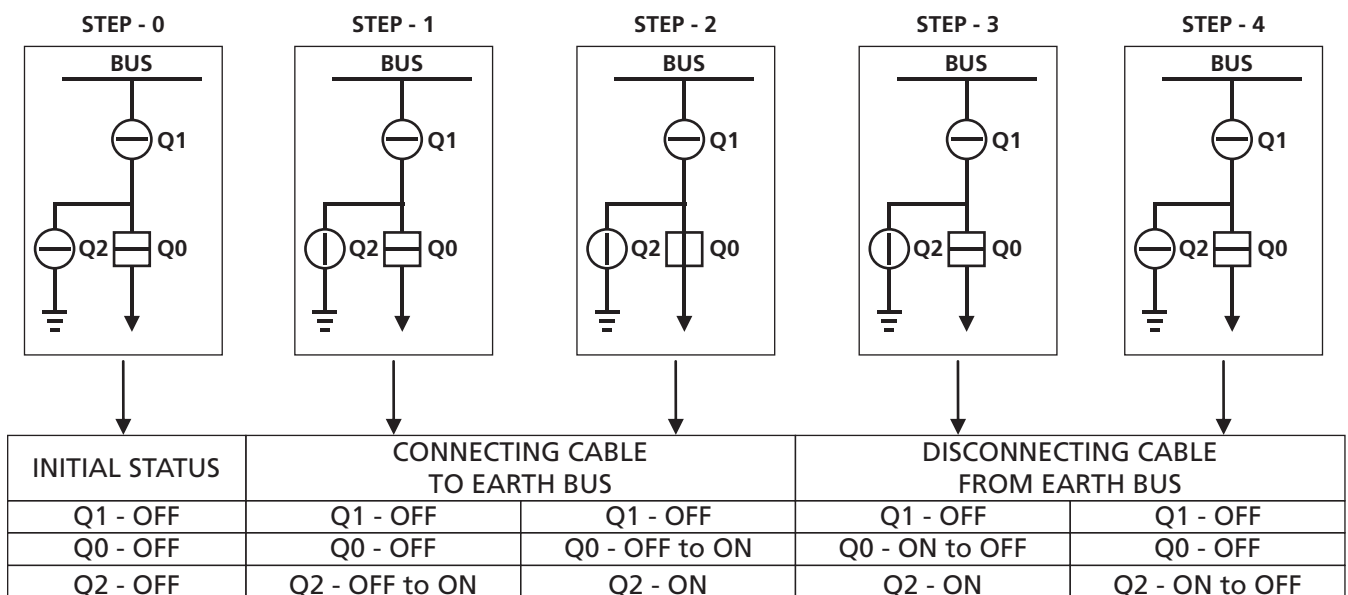 STEP - 0 STEP - 1 STEP - 2 STEP - 3 STEP - 4
BUS BUS BUS BUS BUS
Q1 Q1 Q1 Q1 Q1
Q2 Q0 Q2 Q0 Q2 Q0 Q2 Q0 Q2 Q0
INITIAL STATUS
CONNECTING CABLE
TO EARTH BUS
DISCONNECTING CABLE
FROM EARTH BUS
Q1 - OFF Q1 - OFF Q1 - OFF Q1 - OFF Q1 - OFF
Q0 - OFF Q0 - OFF Q0 - OFF to ON Q0 - ON to OFF Q0 - OFF
Q2 - OFF Q2 - OFF to ON Q2 - ON Q2 - ON Q2 - ON to OFF